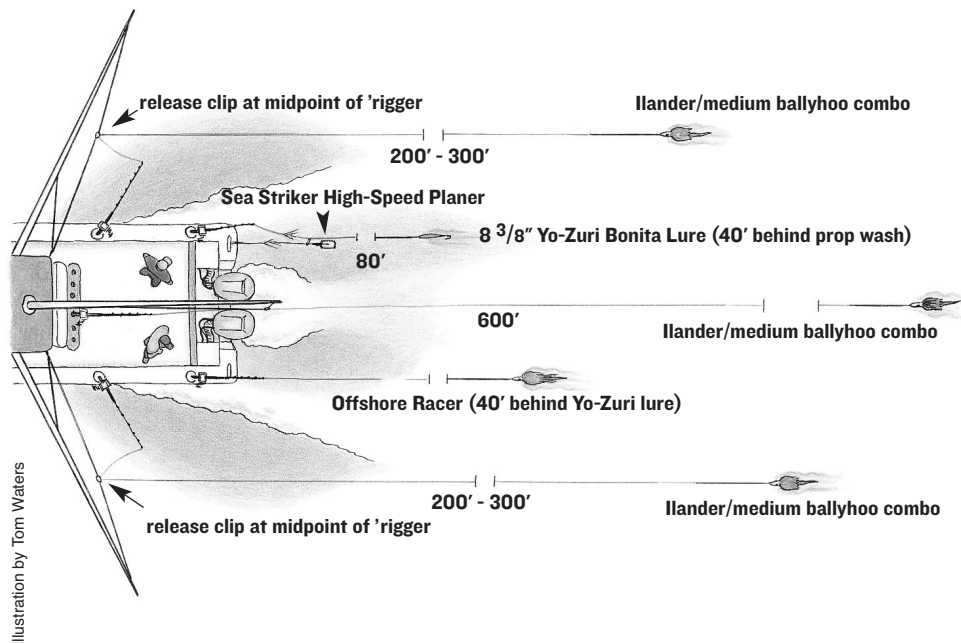 release clip at midpoint of ’rigger
Ilander/medium ballyhoo combo
200′ - 300′
Sea Striker High-Speed Planer
8 3/8″ Yo-Zuri Bonita Lure (40′ behind prop wash)
80′
600′
Ilander/medium ballyhoo combo
Offshore Racer (40′ behind Yo-Zuri lure)
200′ - 300′
Ilander/medium ballyhoo combo
release clip at midpoint of ’rigger
Illustration by Tom Waters